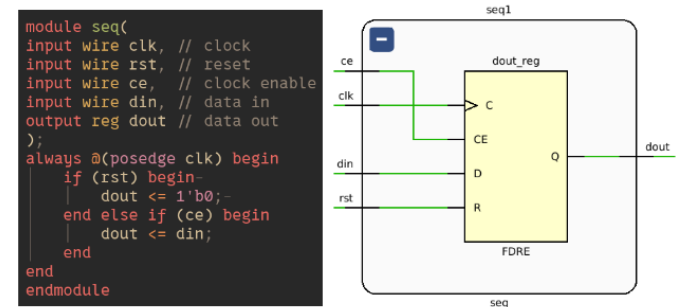 module seq(
input wire clk, // clock
input wire rst, // reset
input wire ce,  // clock enable
input wire din, // data in
output reg dout // data out
);
always @(posedge clk) begin
    if (rst) begin-
        dout <= 1'b0;-
    end else if (ce) begin
        dout <= din;
    end
end
endmodule
seq1
ce
dout_reg
clk
C
CE
Q
dout
din
D
rst
R
FDRE
seq